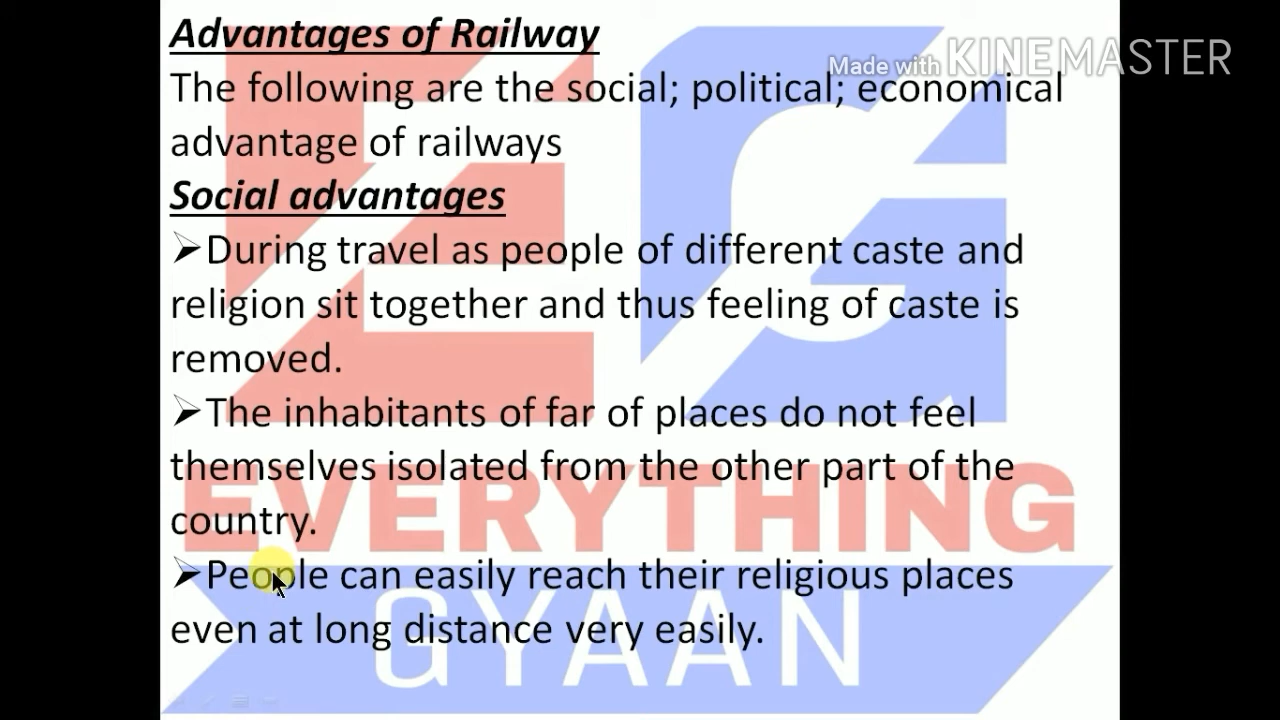 Advantages of Railway
Made with KINEMASTER
The following are the social; political; economical
advantage of railways
Social advantages
➢During travel as people of different caste and
religion sit together and thus feeling of caste is
removed.
➢The inhabitants of far of places do not feel
themselves isolated from the other part of the
country.
➢People can easily reach their religious places
even at long distance very easily.
EG
EVERYTHING
GYAAN